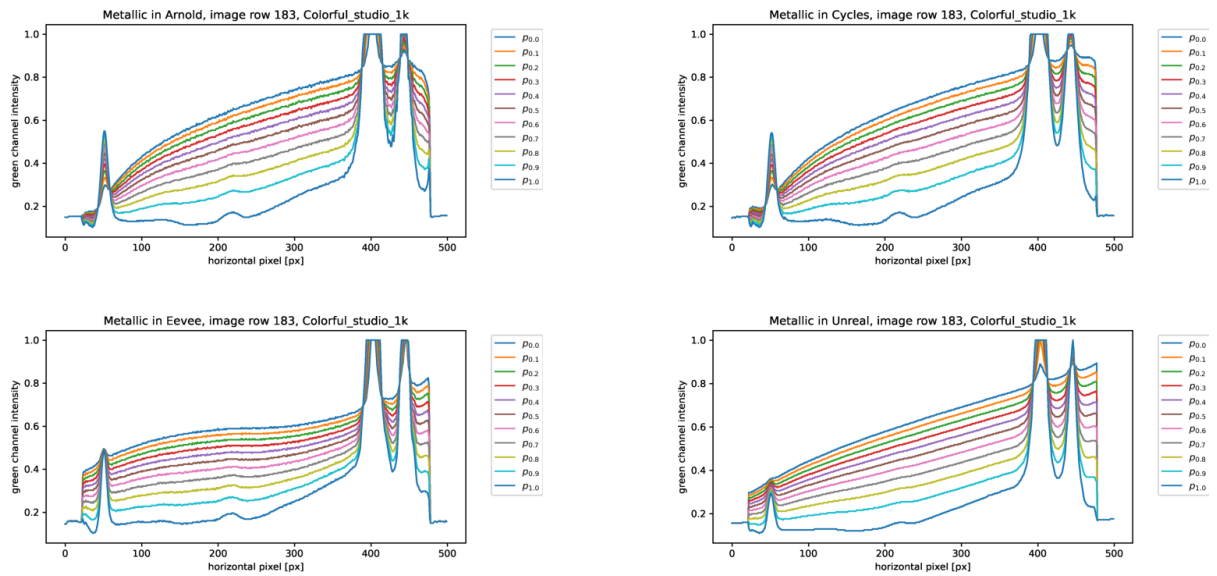 Metallic in Arnold, image row 183, Colorful_studio_1k
1.0
0.8
0.6
0.4
0.2
green channel intensity
0
100
200
300
400
500
horizontal pixel [px]
p0.0
p0.1
p0.2
p0.3
p0.4
p0.5
p0.6
p0.7
p0.8
p0.9
p1.0
Metallic in Cycles, image row 183, Colorful_studio_1k
1.0
0.8
0.6
0.4
0.2
green channel intensity
0
100
200
300
400
500
horizontal pixel [px]
p0.0
p0.1
p0.2
p0.3
p0.4
p0.5
p0.6
p0.7
p0.8
p0.9
p1.0
Metallic in Eevee, image row 183, Colorful_studio_1k
1.0
0.8
0.6
0.4
0.2
green channel intensity
0
100
200
300
400
500
horizontal pixel [px]
p0.0
p0.1
p0.2
p0.3
p0.4
p0.5
p0.6
p0.7
p0.8
p0.9
p1.0
Metallic in Unreal, image row 183, Colorful_studio_1k
1.0
0.8
0.6
0.4
0.2
green channel intensity
0
100
200
300
400
500
horizontal pixel [px]
p0.0
p0.1
p0.2
p0.3
p0.4
p0.5
p0.6
p0.7
p0.8
p0.9
p1.0